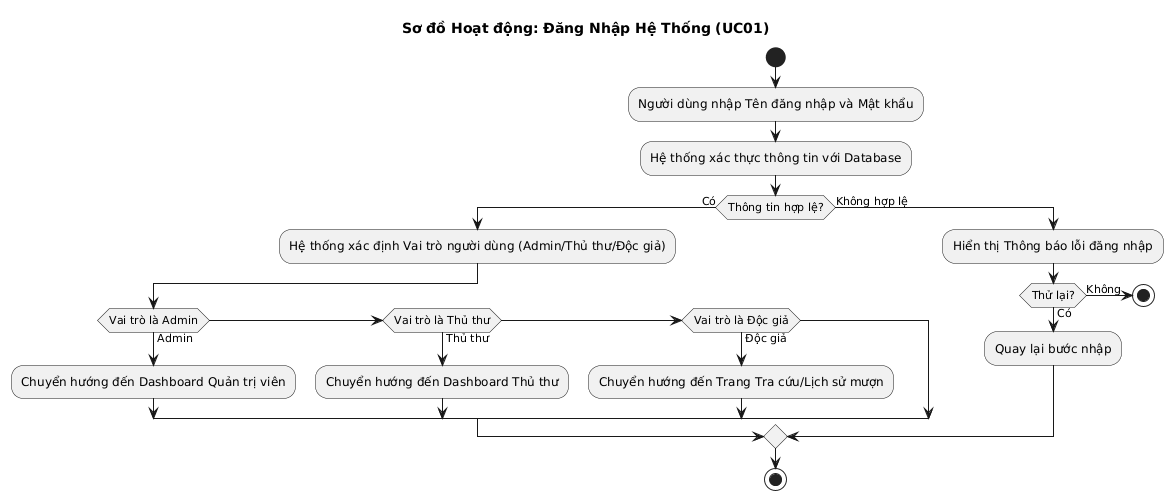 Sơ đồ Hoạt động: Đăng Nhập Hệ Thống (UC01)
Người dùng nhập Tên đăng nhập và Mật khẩu
Hệ thống xác thực thông tin với Database
Có
Thông tin hợp lệ?
Không hợp lệ
Hệ thống xác định Vai trò người dùng (Admin/Thủ thư/Độc giả)
Hiển thị Thông báo lỗi đăng nhập
Thử lại?
Không
Có
Quay lại bước nhập
Vai trò là Admin
Admin
Vai trò là Thủ thư
Thủ thư
Vai trò là Độc giả
Độc giả
Chuyển hướng đến Dashboard Quản trị viên
Chuyển hướng đến Dashboard Thủ thư
Chuyển hướng đến Trang Tra cứu/Lịch sử mượn